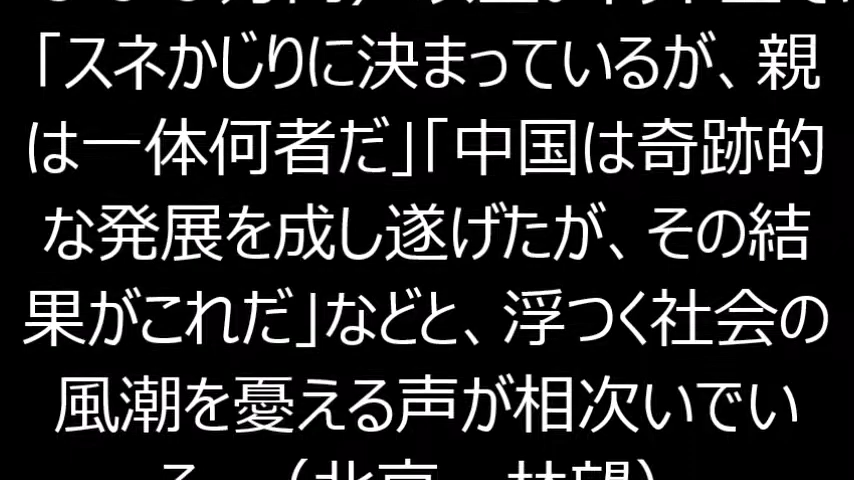 「スネかじりに決まっているが、親
は一体何者だ」「中国は奇跡的
な発展を成し遂げたが、その結
果がこれだ」などと、浮つく社会の
風潮を憂える声が相次いでい
る。（北京